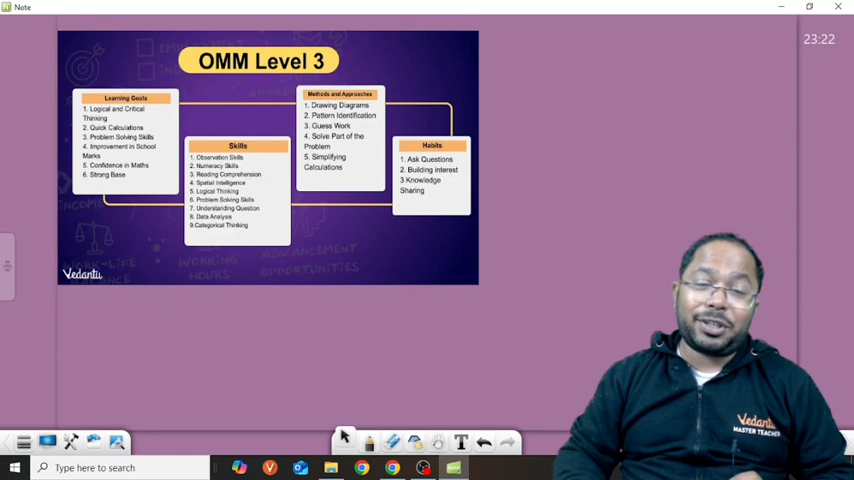 Note
23:22
OMM Level 3
Learning Goals
1. Logical and Critical
Thinking
2. Quick Calculations
3. Problem Solving Skills
4. Improvement in School
Marks
5. Confidence in Maths
6. Strong Base
Skills
1. Observation Skills
2. Numeracy Skills
3. Reading Comprehension
4. Spatial Intelligence
5. Logical Thinking
6. Problem Solving Skills
7. Understanding Question
8. Data Analysis
9.Categorical Thinking
Methods and Approaches
1. Drawing Diagrams
2. Pattern Identification
3. Guess Work
4. Solve Part of the
Problem
5. Simplifying
Calculations
Habits
1. Ask Questions
2. Building interest
3 Knowledge
Sharing
INCOME
WORK-LIFE
BALANCE
WORKING
HOURS
ADVANCEMENT
OPPORTUNITIES
Vedantu
Vedantu
MASTER TEACHER
Type here to search